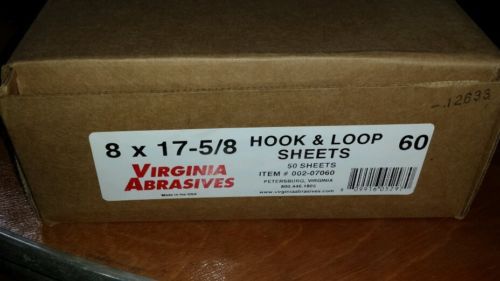 12633
8 x 17-5/8
HOOK & LOOP
SHEETS
60
50 SHEETS
ITEM # 002-07060
VIRGINIA
ABRASIVES
Made in the USA
PETERSBURG, VIRGINIA
www.virginiaabrasives.com